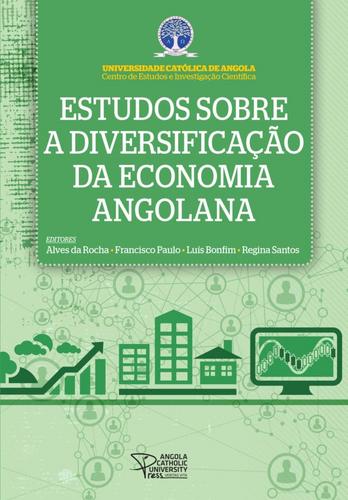 UNIVERSIDADE CATÓLICA DE ANGOLA
Centro de Estudos e Investigação Científica
ESTUDOS SOBRE
A DIVERSIFICAÇÃO
DA ECONOMIA
ANGOLANA
EDITORES
Alves da Rocha • Francisco Paulo • Luís Bonfim • Regina Santos
ANGOLA
CATHOLIC
UNIVERSITY
Press